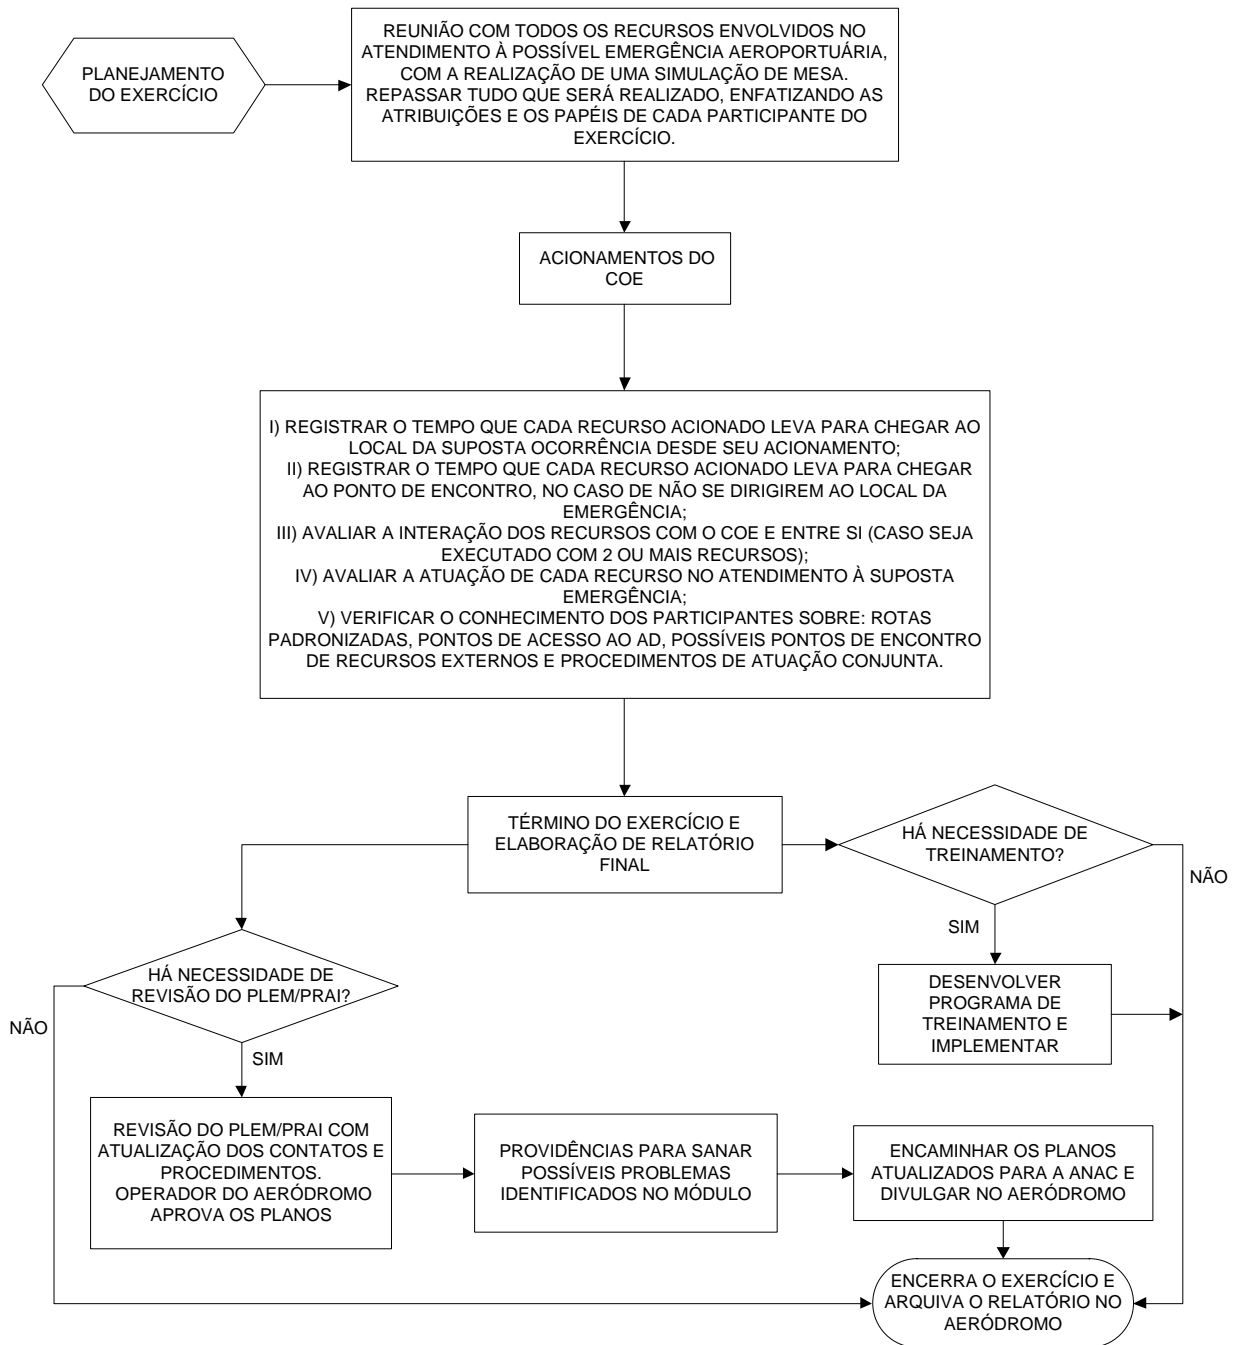 PLANEJAMENTO
DO EXERCÍCIO
REUNIÃO COM TODOS OS RECURSOS ENVOLVIDOS NO
ATENDIMENTO À POSSÍVEL EMERGÊNCIA AEROPORTUÁRIA,
COM A REALIZAÇÃO DE UMA SIMULAÇÃO DE MESA.
REPASSAR TUDO QUE SERÁ REALIZADO, ENFATIZANDO AS
ATRIBUIÇÕES E OS PAPÉIS DE CADA PARTICIPANTE DO
EXERCÍCIO.
ACIONAMENTOS DO
COE
I) REGISTRAR O TEMPO QUE CADA RECURSO ACIONADO LEVA PARA CHEGAR AO
LOCAL DA SUPOSTA OCORRÊNCIA DESDE SEU ACIONAMENTO;
II) REGISTRAR O TEMPO QUE CADA RECURSO ACIONADO LEVA PARA CHEGAR
AO PONTO DE ENCONTRO, NO CASO DE NÃO SE DIRIGIREM AO LOCAL DA
EMERGÊNCIA;
III) AVALIAR A INTERAÇÃO DOS RECURSOS COM O COE E ENTRE SI (CASO SEJA
EXECUTADO COM 2 OU MAIS RECURSOS);
IV) AVALIAR A ATUAÇÃO DE CADA RECURSO NO ATENDIMENTO À SUPOSTA
EMERGÊNCIA;
V) VERIFICAR O CONHECIMENTO DOS PARTICIPANTES SOBRE: ROTAS
PADRONIZADAS, PONTOS DE ACESSO AO AD, POSSÍVEIS PONTOS DE ENCONTRO
DE RECURSOS EXTERNOS E PROCEDIMENTOS DE ATUAÇÃO CONJUNTA.
TÉRMINO DO EXERCÍCIO E
ELABORAÇÃO DE RELATÓRIO
FINAL
HÁ NECESSIDADE DE
TREINAMENTO?
NÃO
SIM
DESENVOLVER
PROGRAMA DE
TREINAMENTO E
IMPLEMENTAR
HÁ NECESSIDADE DE
REVISÃO DO PLEM/PRAI?
NÃO
SIM
REVISÃO DO PLEM/PRAI COM
ATUALIZAÇÃO DOS CONTATOS E
PROCEDIMENTOS.
OPERADOR DO AERÓDROMO
APROVA OS PLANOS
PROVIDÊNCIAS PARA SANAR
POSSÍVEIS PROBLEMAS
IDENTIFICADOS NO MÓDULO
ENCAMINHAR OS PLANOS
ATUALIZADOS PARA A ANAC E
DIVULGAR NO AERÓDROMO
ENCERRA O EXERCÍCIO E
ARQUIVA O RELATÓRIO NO
AERÓDROMO